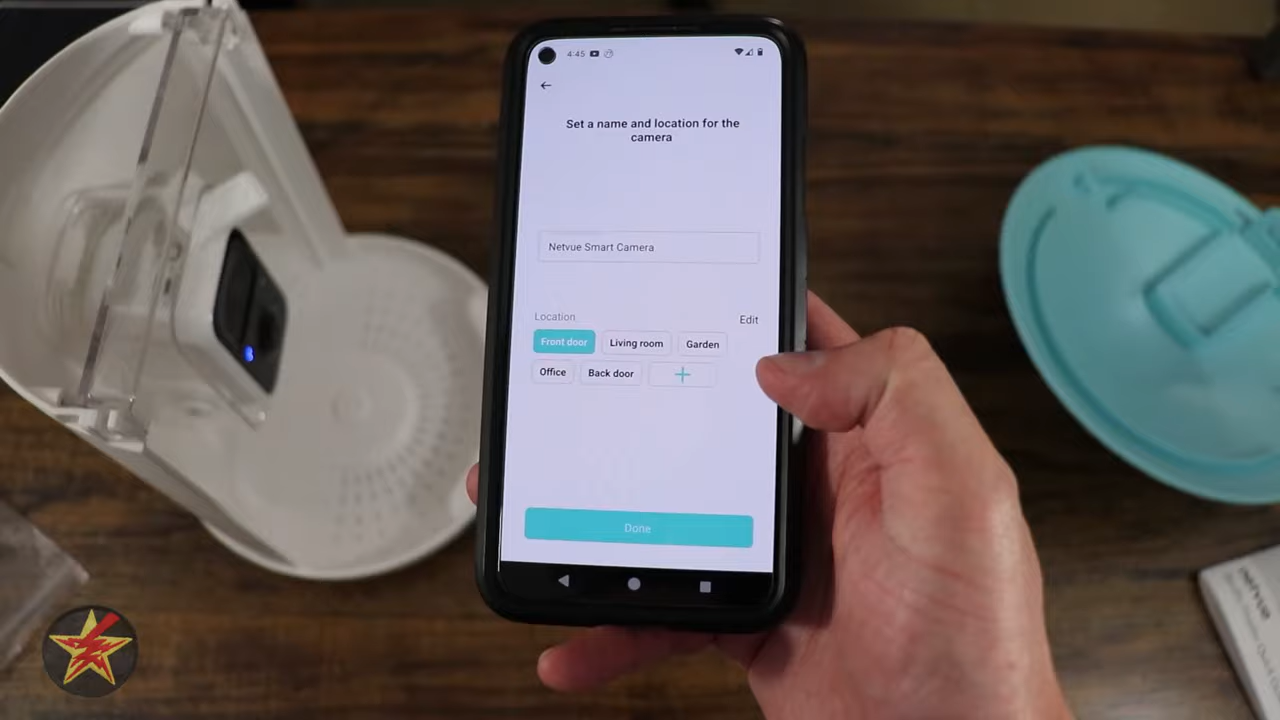 4:45
Set a name and location for the
camera
Netvue Smart Camera
Location
Edit
Front door
Living room
Garden
Office
Back door
Done
netvue